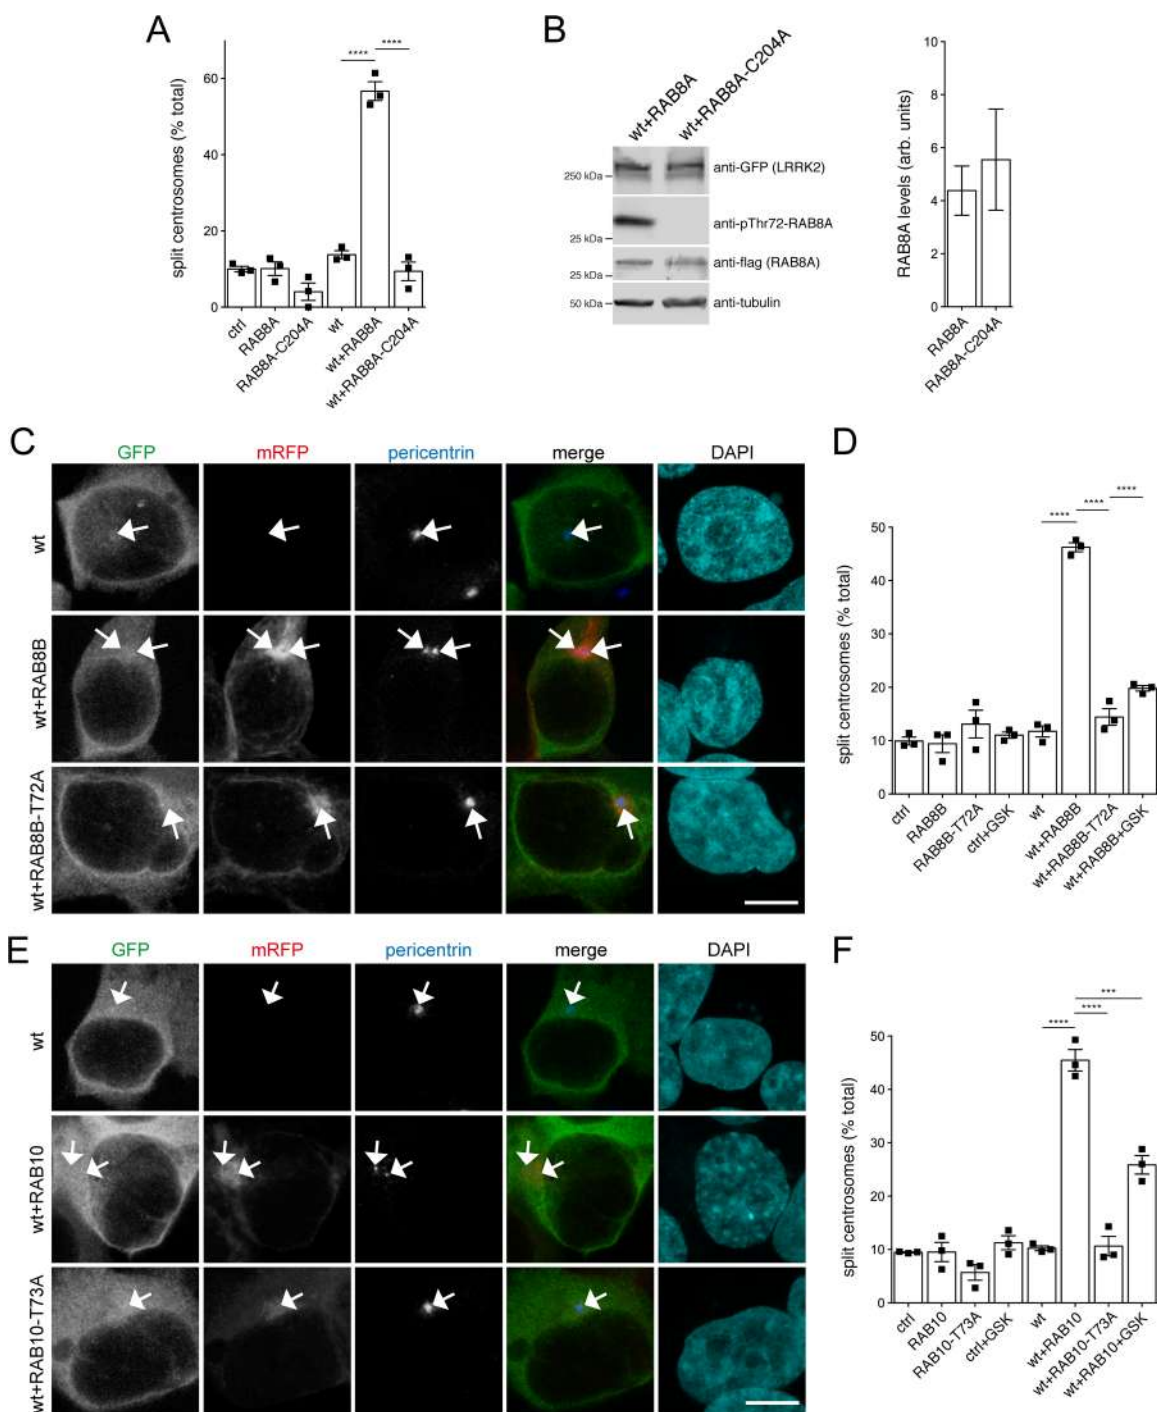 A
split centrosomes (% total)
60
40
20
0
****
****
ctrl
RAB8A
RAB8A-C204A
wt
wt+RAB8A
wt+RAB8A-C204A
B
wt+RAB8A
wt+RAB8A-C204A
250 kDa
anti-GFP (LRRK2)
25 kDa
anti-pThr72-RAB8A
25 kDa
anti-flag (RAB8A)
50 kDa
anti-tubulin
RAB8A levels (arb. units)
10
8
6
4
2
0
RAB8A
RAB8A-C204A
C
GFP
mRFP
pericentrin
merge
DAPI
wt
wt+RAB8B
wt+RAB8B-T72A
D
split centrosomes (% total)
50
40
30
20
10
0
****
****
****
ctrl
RAB8B
RAB8B-T72A
ctrl+GSK
wt
wt+RAB8B
wt+RAB8B-T72A
wt+RAB8B+GSK
E
GFP
mRFP
pericentrin
merge
DAPI
wt
wt+RAB10
wt+RAB10-T73A
F
split centrosomes (% total)
50
40
30
20
10
0
***
****
****
ctrl
RAB10
RAB10-T73A
ctrl+GSK
wt
wt+RAB10
wt+RAB10-T73A
wt+RAB10+GSK